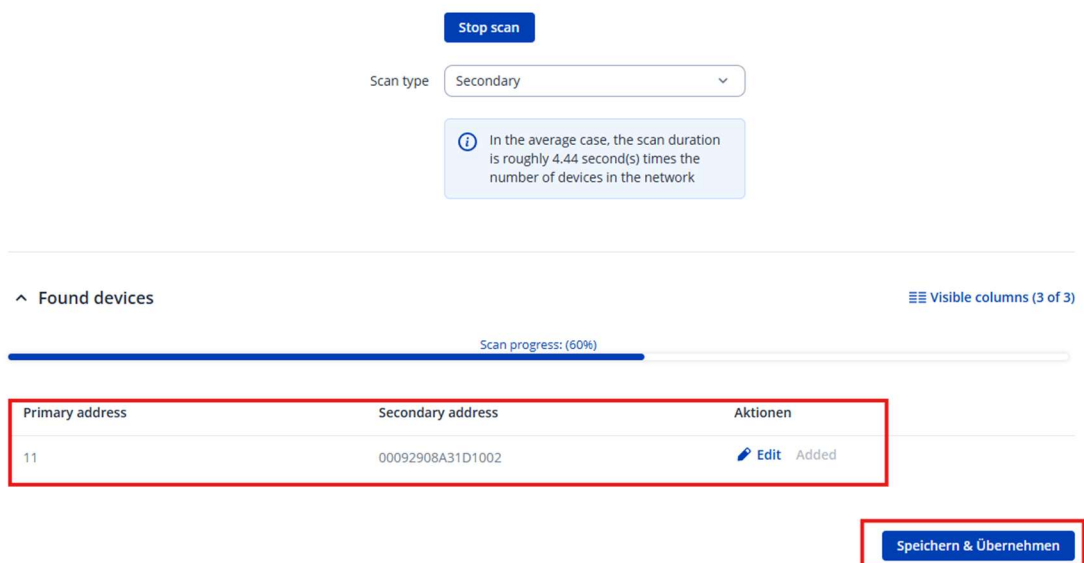 Stop scan
Scan type Secondary
In the average case, the scan duration
is roughly 4.44 second(s) times the
number of devices in the network
Found devices Visible columns (3 of 3)
Scan progress: (60%)
Primary address Secondary address Aktionen
11 00092908A31D1002 Edit Added
Speichern & Übernehmen